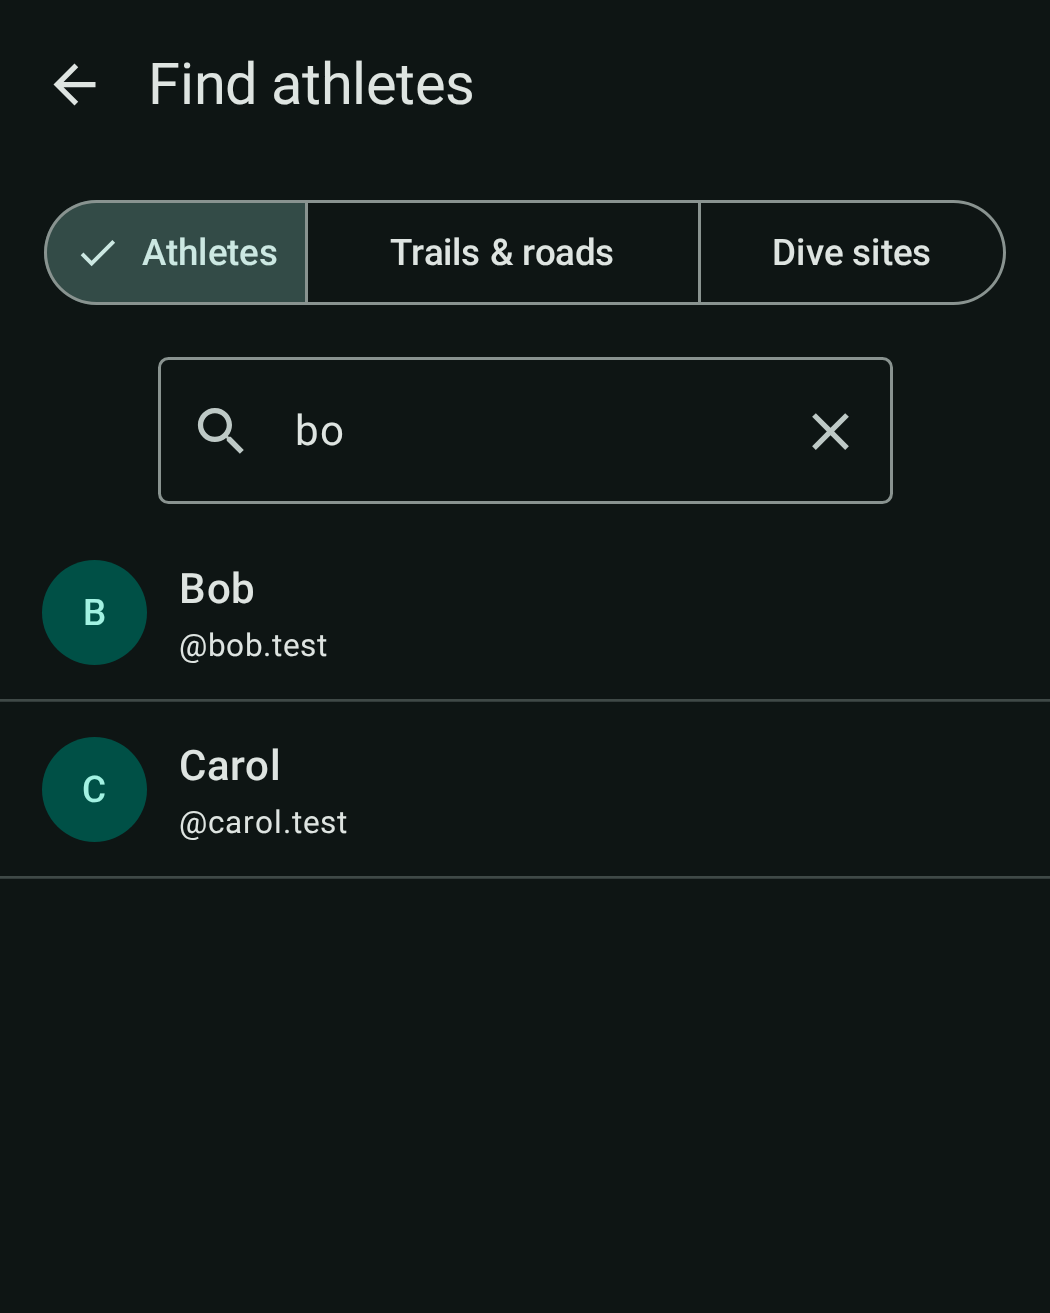 Find athletes
Athletes
Trails & roads
Dive sites
bo
B
Bob
@bob.test
C
Carol
@carol.test